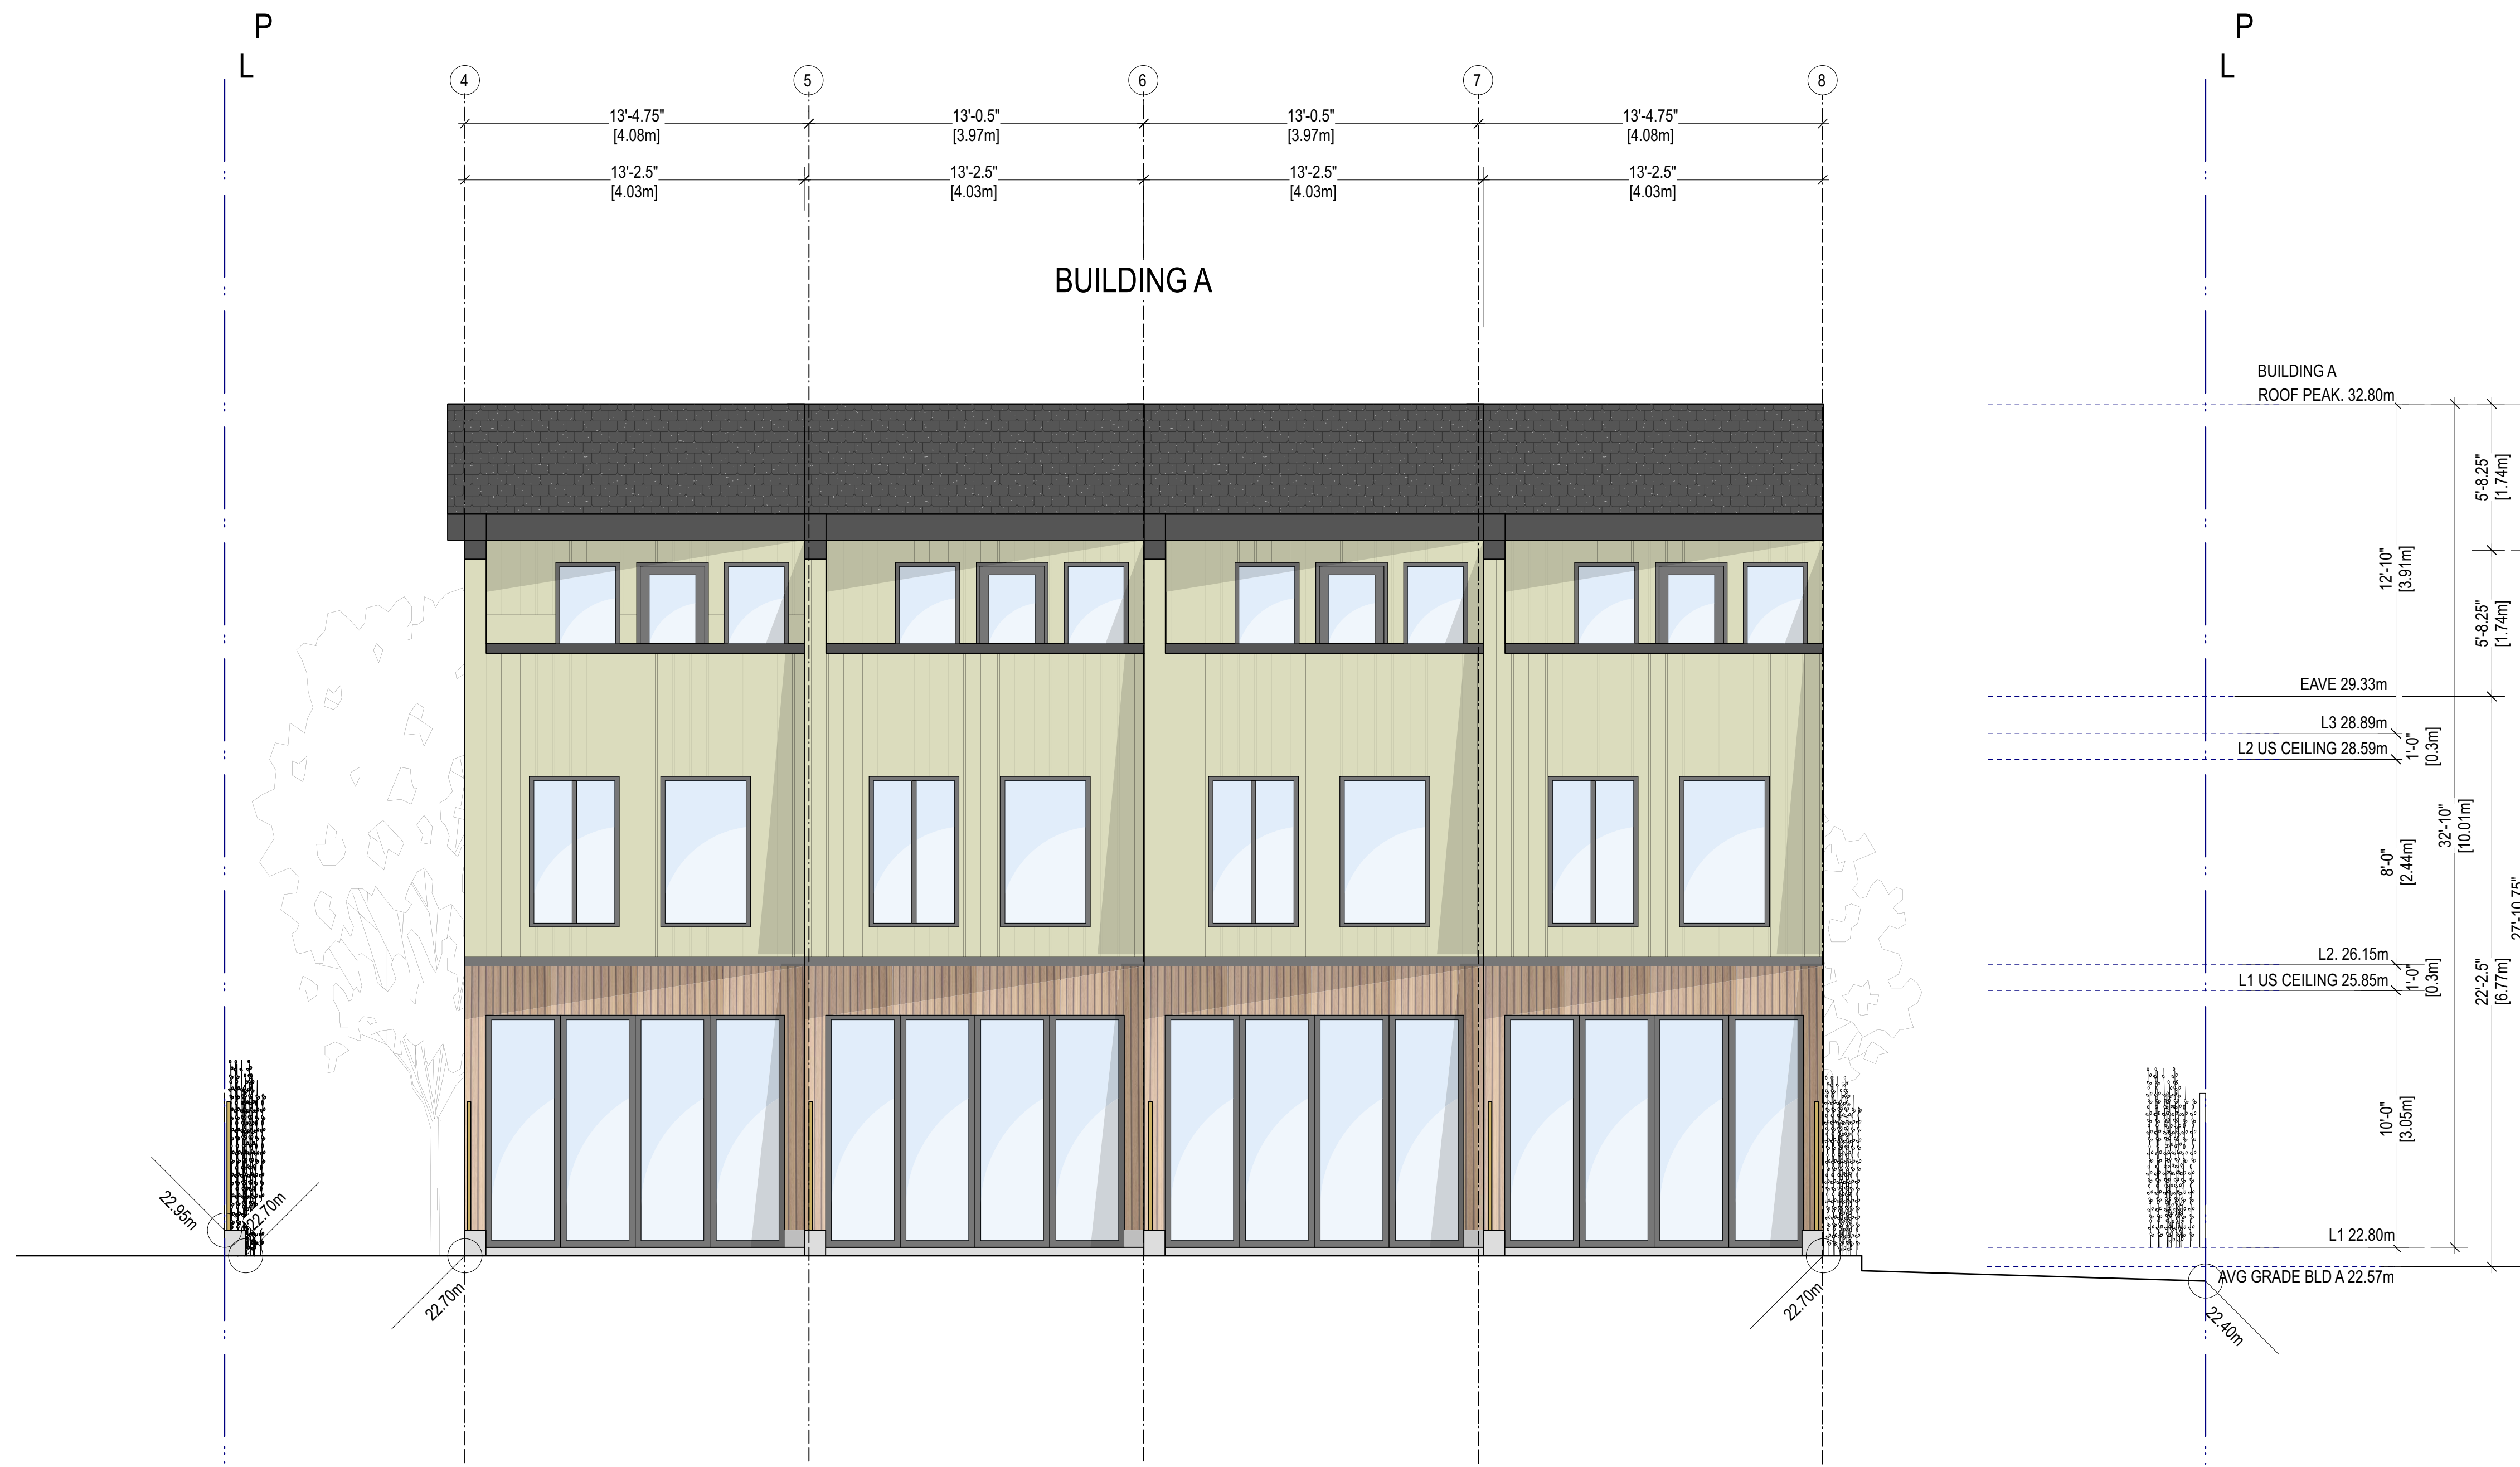 P
L
P
L
4
5
6
7
8
13'-4.75"
[4.08m]
13'-0.5"
[3.97m]
13'-0.5"
[3.97m]
13'-4.75"
[4.08m]
13'-2.5"
[4.03m]
13'-2.5"
[4.03m]
13'-2.5"
[4.03m]
13'-2.5"
[4.03m]
BUILDING A
BUILDING A
ROOF PEAK. 32.80m
EAVE 29.33m
L3 28.89m
L2 US CEILING 28.59m
L2. 26.15m
L1 US CEILING 25.85m
L1 22.80m
AVG GRADE BLD A 22.57m
12'-10"
[3.91m]
1'-0"
[0.3m]
8'-0"
[2.44m]
1'-0"
[0.3m]
10'-0"
[3.05m]
32'-10"
[10.01m]
5'-8.25"
[1.74m]
5'-8.25"
[1.74m]
22'-2.5"
[6.77m]
27'-10.75"
22.95m
22.70m
22.70m
22.70m
22.40m